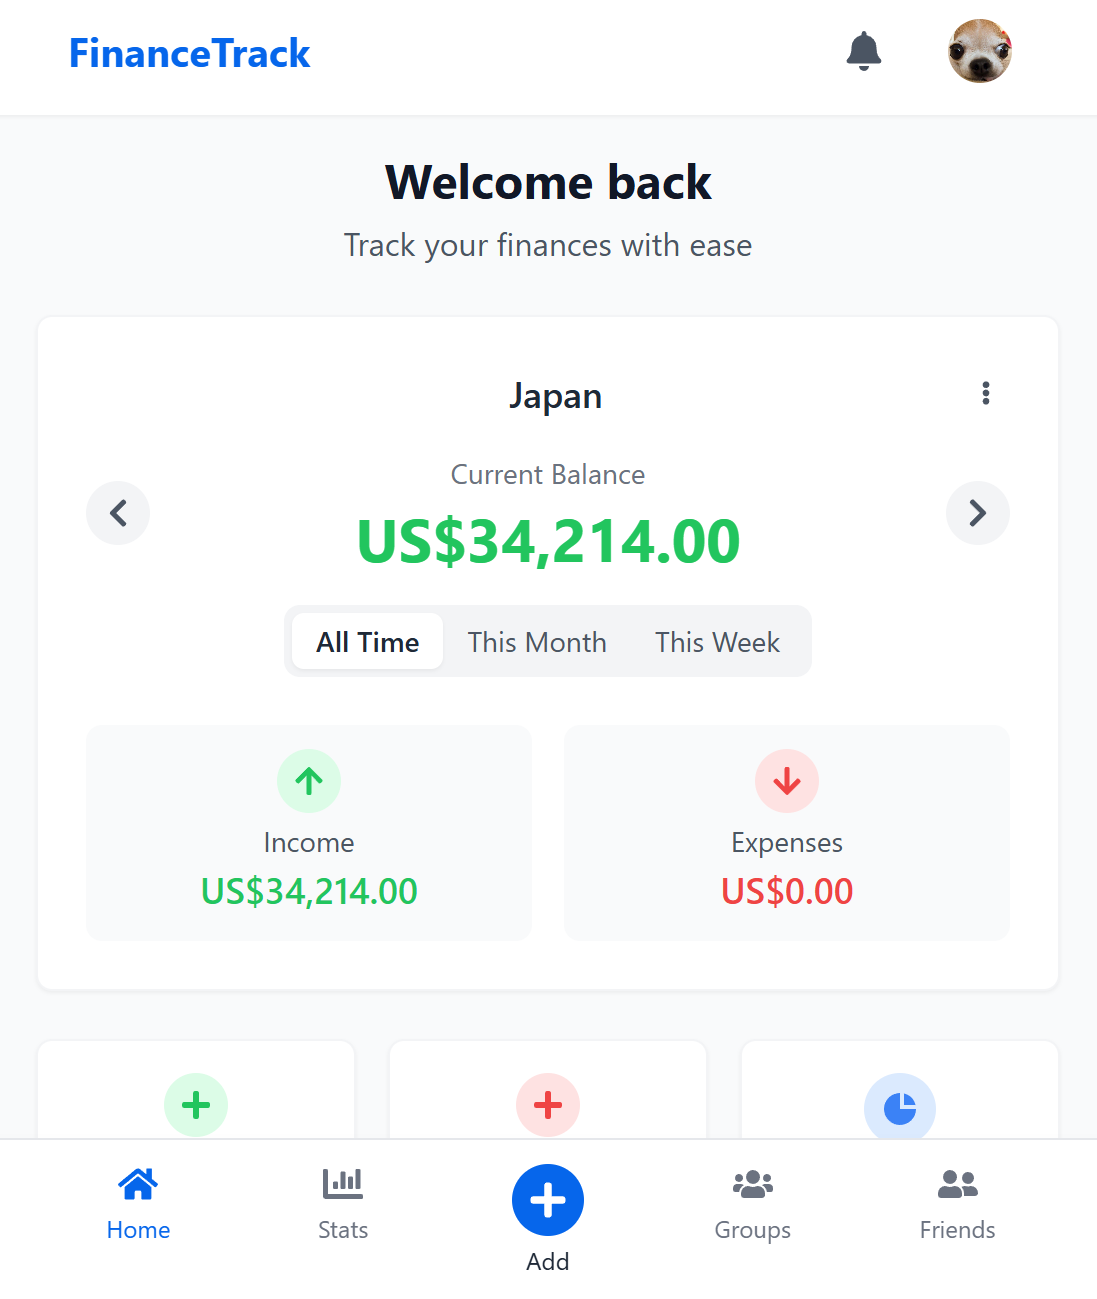 FinanceTrack
Welcome back
Track your finances with ease
Japan
Current Balance
US$34,214.00
All Time This Month This Week
Income
US$34,214.00
Expenses
US$0.00
Home
Stats
Add
Groups
Friends